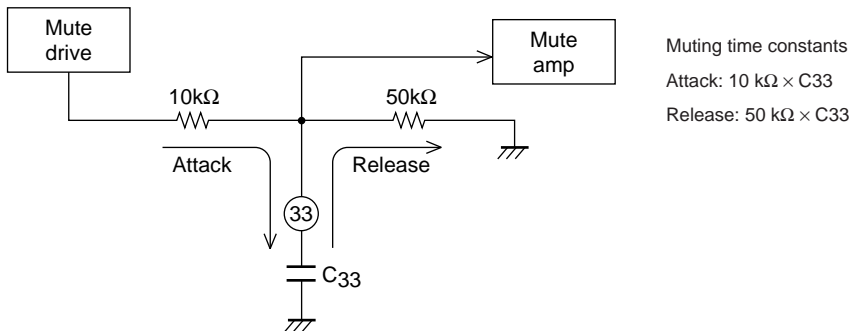 Mute
drive
Mute
amp
Muting time constants
Attack: 10 kΩ × C33
Release: 50 kΩ × C33
10kΩ
50kΩ
Attack
Release
33
C33